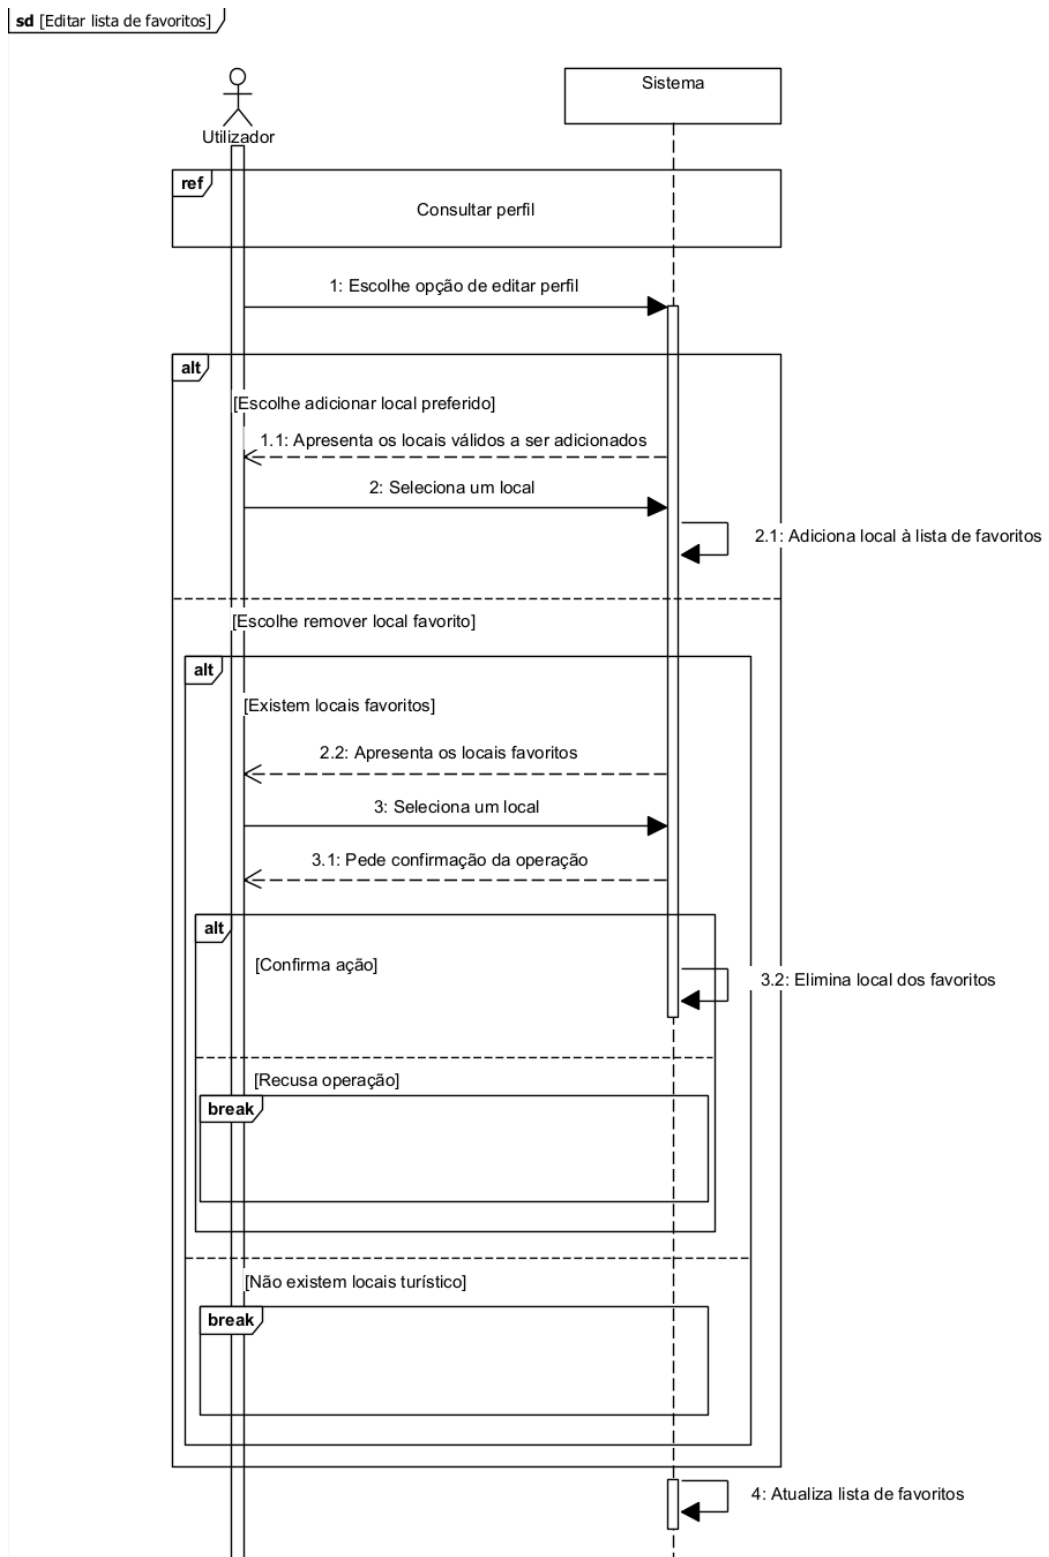 sd [Editar lista de favoritos]
Sistema
Utilizador
ref
Consultar perfil
1: Escolhe opção de editar perfil
alt
[Escolhe adicionar local preferido]
1.1: Apresenta os locais válidos a ser adicionados
2: Seleciona um local
2.1: Adiciona local à lista de favoritos
[Escolhe remover local favorito]
alt
[Existem locais favoritos]
2.2: Apresenta os locais favoritos
3: Seleciona um local
3.1: Pede confirmação da operação
alt
[Confirma ação]
3.2: Elimina local dos favoritos
[Recusa operação]
break
[Não existem locais turístico]
break
4: Atualiza lista de favoritos